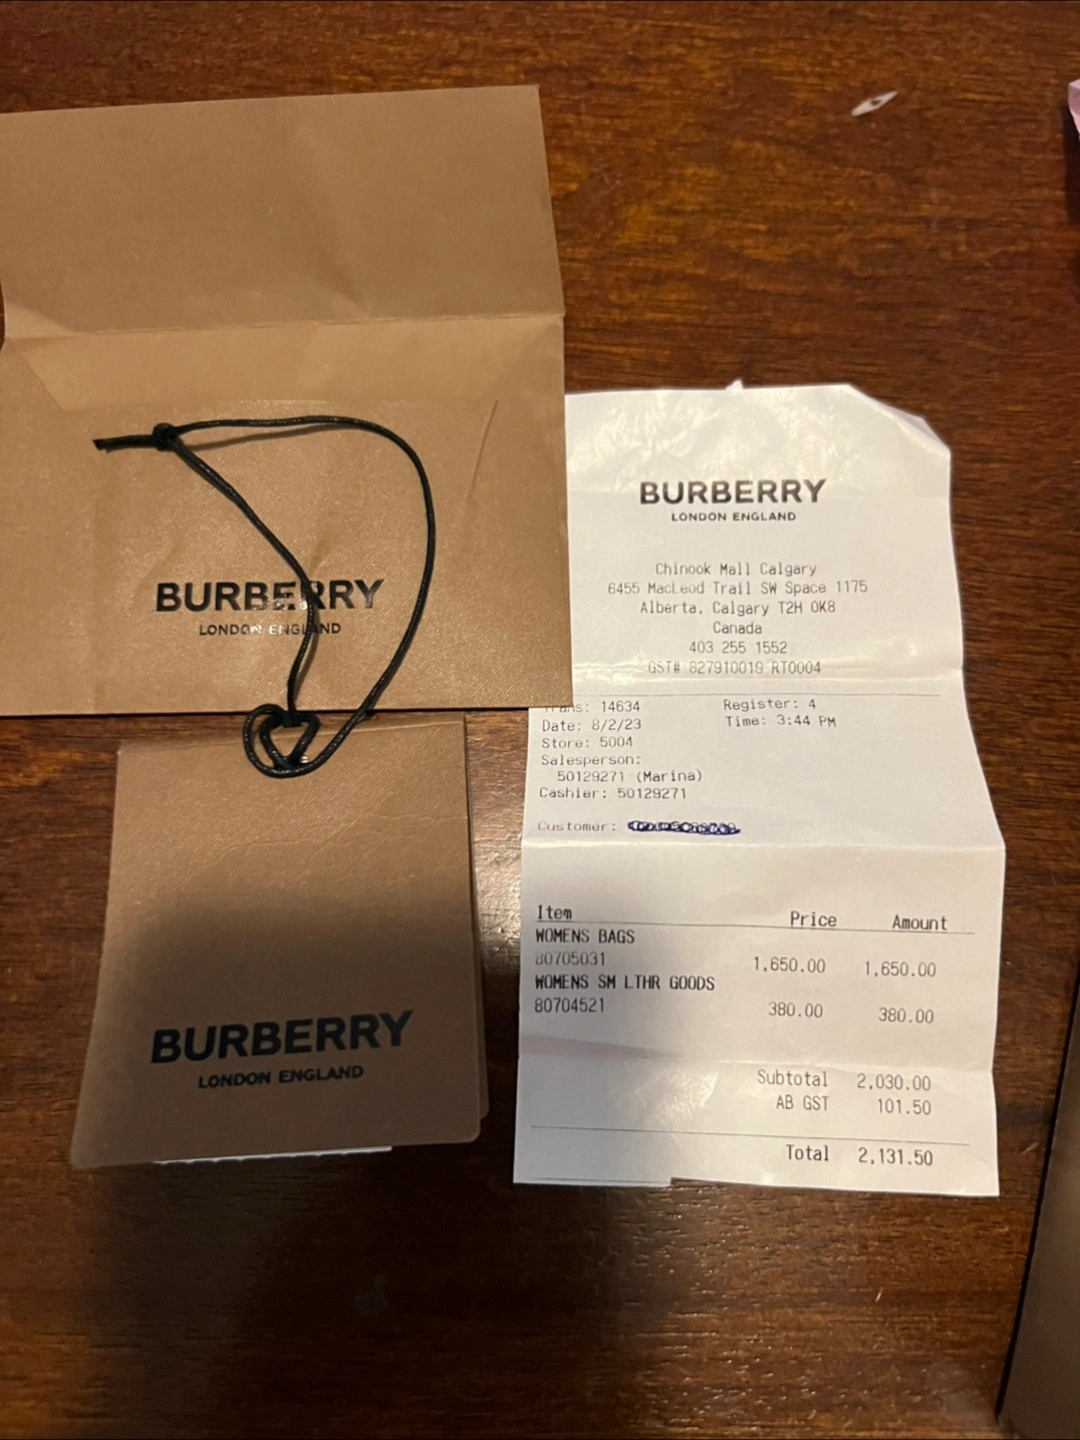 BURBERRY
LONDON ENGLAND
BURBERRY
LONDON ENGLAND
BURBERRY
LONDON ENGLAND
Chinook Mall Calgary
6455 MacLeod Trail SW Space 1175
Alberta, Calgary T2H 0K8
Canada
403 255 1552
GST# 827910019 RT0004
Trans: 14634 Register: 4
Date: 8/2/23 Time: 3:44 PM
Store: 5004
Salesperson:
50129271 (Marina)
Cashier: 50129271
Customer:
Item Price Amount
WOMENS BAGS
80705031 1,650.00 1,650.00
WOMENS SM LTHR GOODS
80704521 380.00 380.00
Subtotal 2,030.00
AB GST 101.50
Total 2,131.50